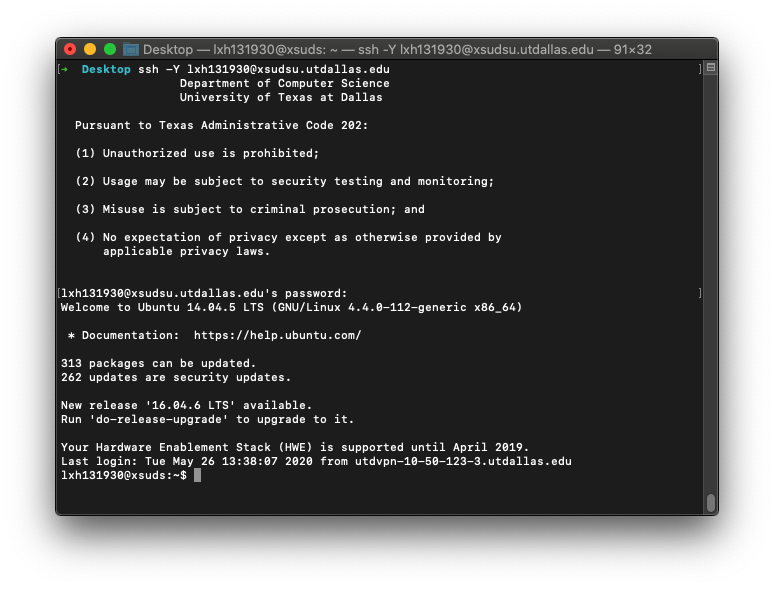 Desktop — lxh131930@xsuds: ~ — ssh -Y lxh131930@xsudsu.utdallas.edu — 91×32
[→ Desktop ssh -Y lxh131930@xsudsu.utdallas.edu ]
Department of Computer Science
University of Texas at Dallas
Pursuant to Texas Administrative Code 202:
(1) Unauthorized use is prohibited;
(2) Usage may be subject to security testing and monitoring;
(3) Misuse is subject to criminal prosecution; and
(4) No expectation of privacy except as otherwise provided by
applicable privacy laws.
[lxh131930@xsudsu.utdallas.edu's password: ]
Welcome to Ubuntu 14.04.5 LTS (GNU/Linux 4.4.0-112-generic x86_64)
* Documentation: https://help.ubuntu.com/
313 packages can be updated.
262 updates are security updates.
New release '16.04.6 LTS' available.
Run 'do-release-upgrade' to upgrade to it.
Your Hardware Enablement Stack (HWE) is supported until April 2019.
Last login: Tue May 26 13:38:07 2020 from utdvpn-10-50-123-3.utdallas.edu
lxh131930@xsuds:~$